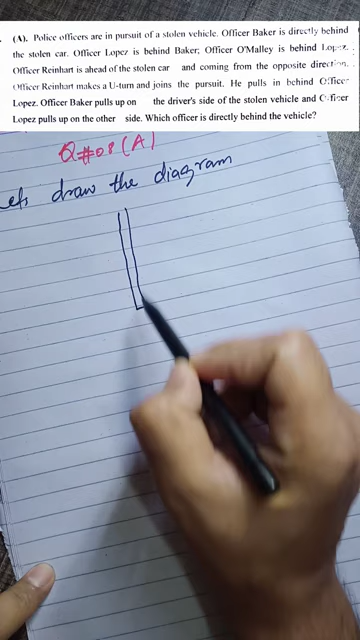 (A). Police officers are in pursuit of a stolen vehicle. Officer Baker is directly behind
the stolen car. Officer Lopez is behind Baker; Officer O'Malley is behind Lopez.
Officer Reinhart is ahead of the stolen car and coming from the opposite direction.
Officer Reinhart makes a U-turn and joins the pursuit. He pulls in behind Officer
Lopez. Officer Baker pulls up on the driver's side of the stolen vehicle and Officer
Lopez pulls up on the other side. Which officer is directly behind the vehicle?
Q#08 (A)
ets draw the diagram